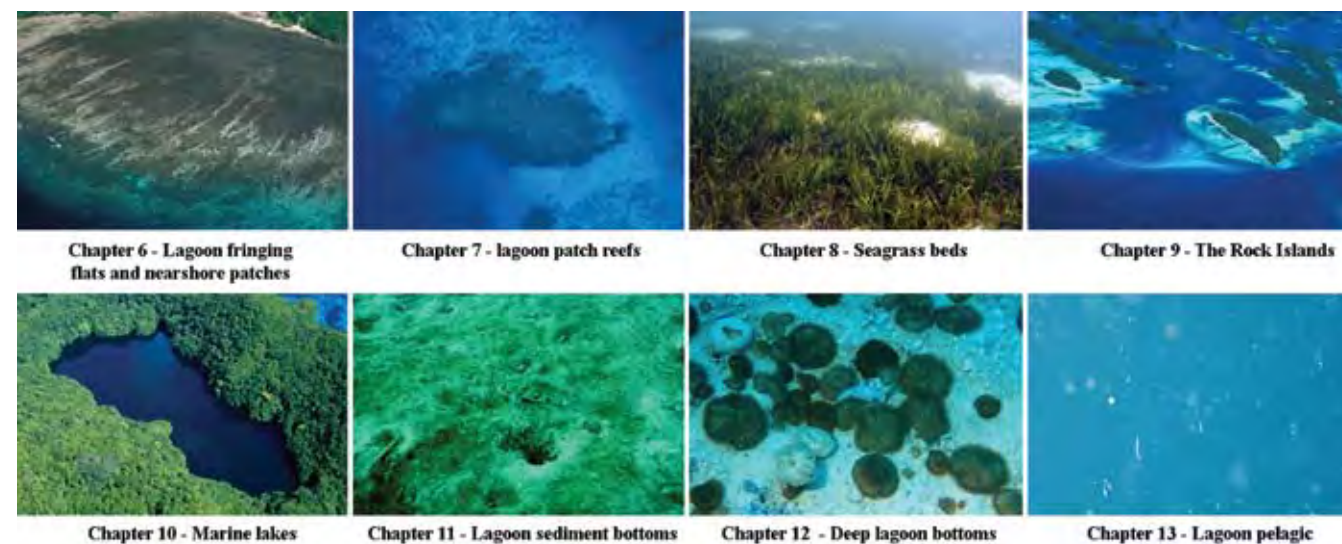 Chapter 6 - Lagoon fringing
flats and nearshore patches
Chapter 7 - lagoon patch reefs
Chapter 8 - Seagrass beds
Chapter 9 - The Rock Islands
Chapter 10 - Marine lakes
Chapter 11 - Lagoon sediment bottoms
Chapter 12 - Deep lagoon bottoms
Chapter 13 - Lagoon pelagic